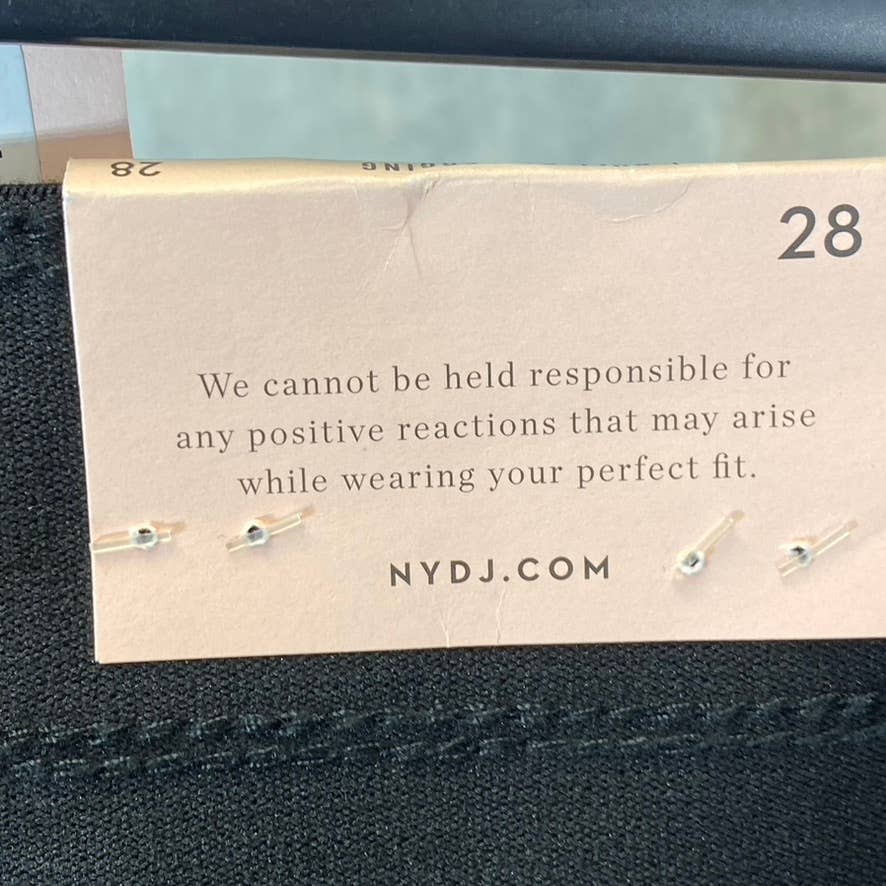 28
28
We cannot be held responsible for
any positive reactions that may arise
while wearing your perfect fit.
NYDJ.COM